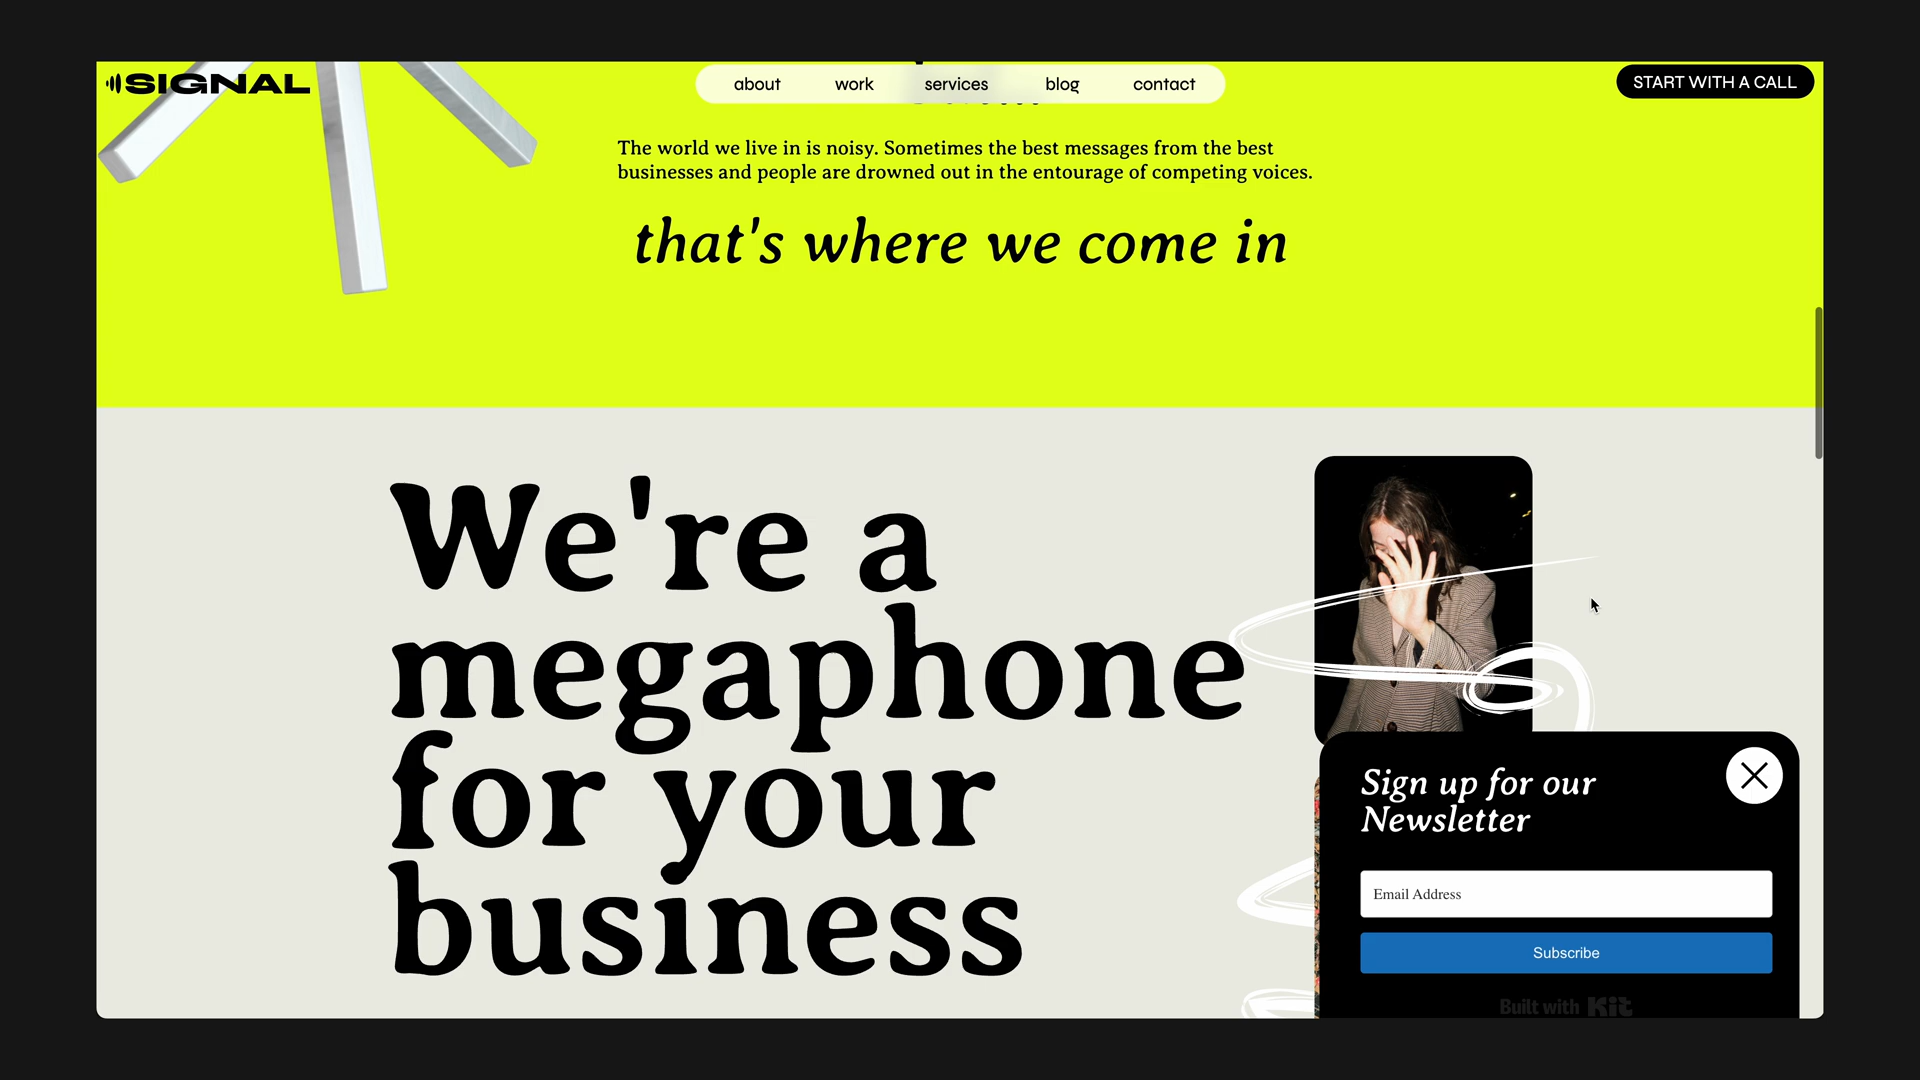 SIGNAL
about work services blog contact
START WITH A CALL
The world we live in is noisy. Sometimes the best messages from the best
businesses and people are drowned out in the entourage of competing voices.
that's where we come in
We're a
megaphone
for your
business
Sign up for our
Newsletter
Email Address
Subscribe
Built with Kit